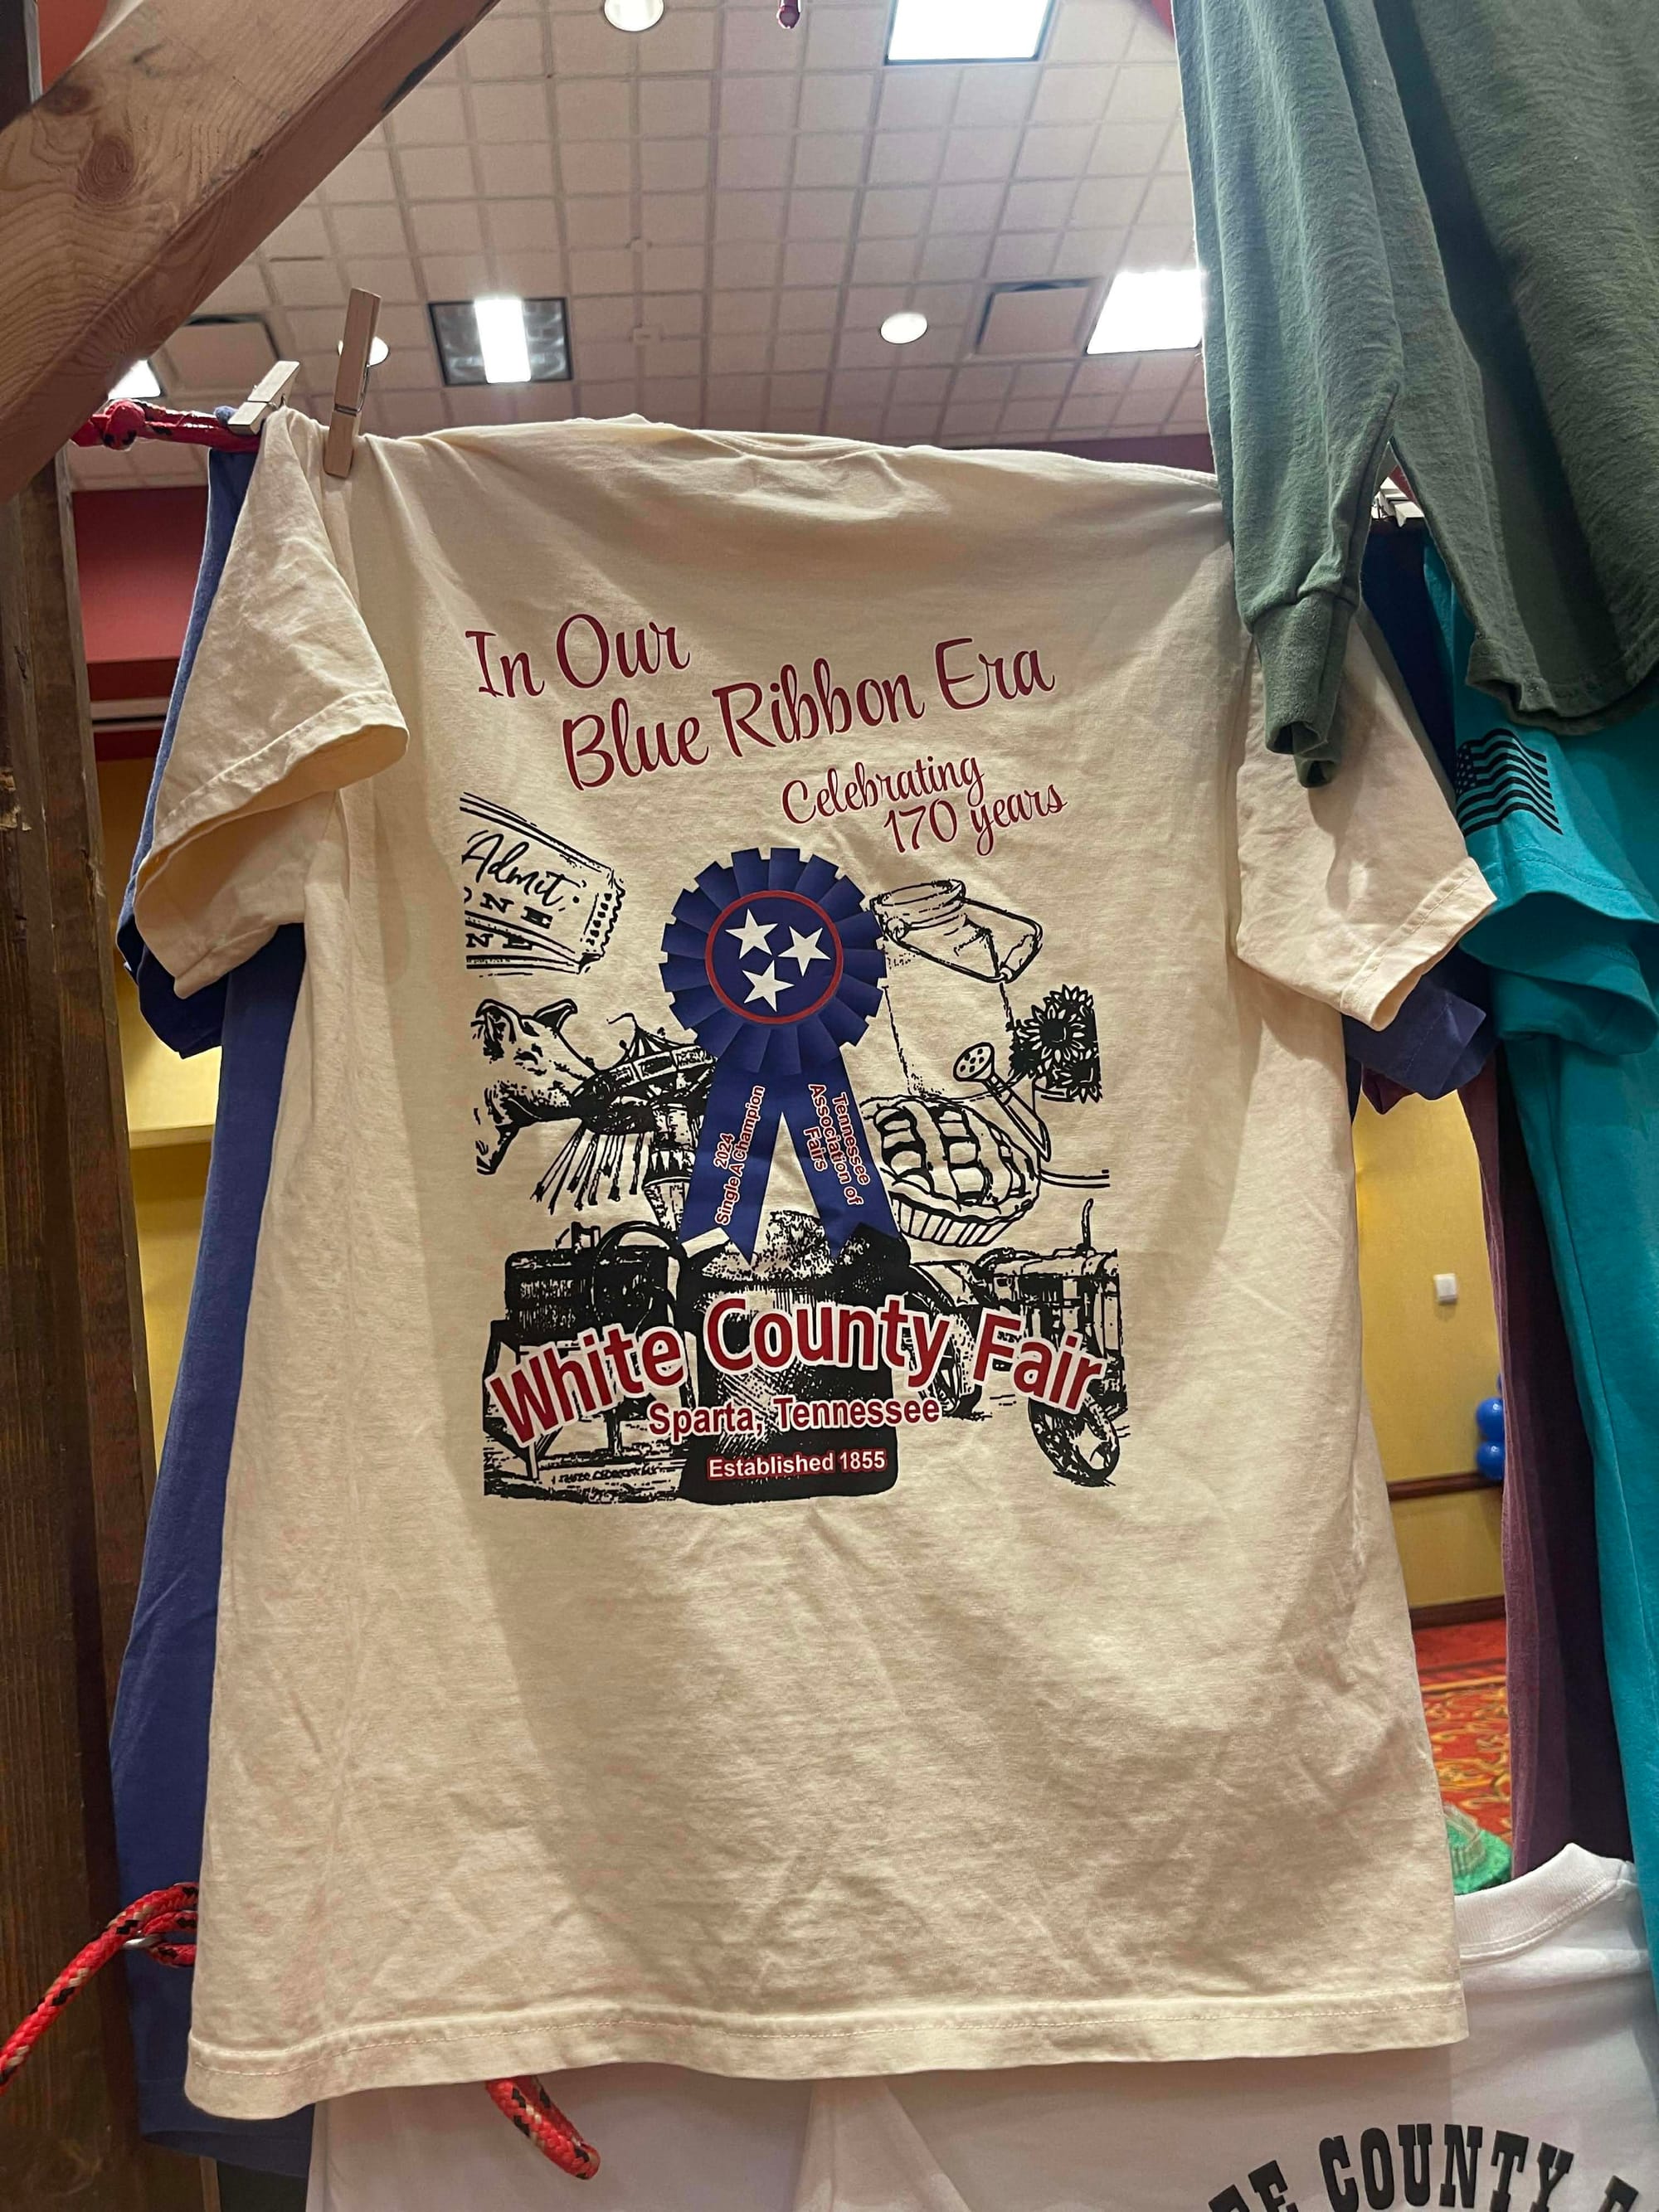 In Our
Blue Ribbon Era
Celebrating
170 years
Admit
2024
Single A Champion
Tennessee
Association of
Fairs
White County Fair
Sparta, Tennessee
Established 1855
COUNTY